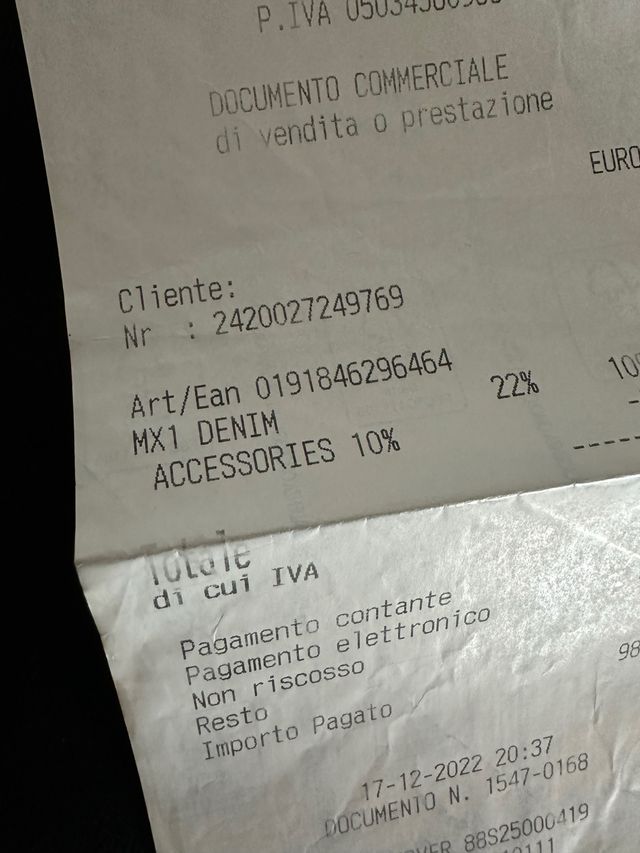 P.IVA
DOCUMENTO COMMERCIALE
di vendita o prestazione
EURO
Cliente:
Nr : 2420027249769
Art/Ean 0191846296464
MX1 DENIM 22%
ACCESSORIES 10%
Totale
di cui IVA
Pagamento contante
Pagamento elettronico
Non riscosso 98
Resto
Importo Pagato
17-12-2022 20:37
DOCUMENTO N. 1547-0168
88S25000419